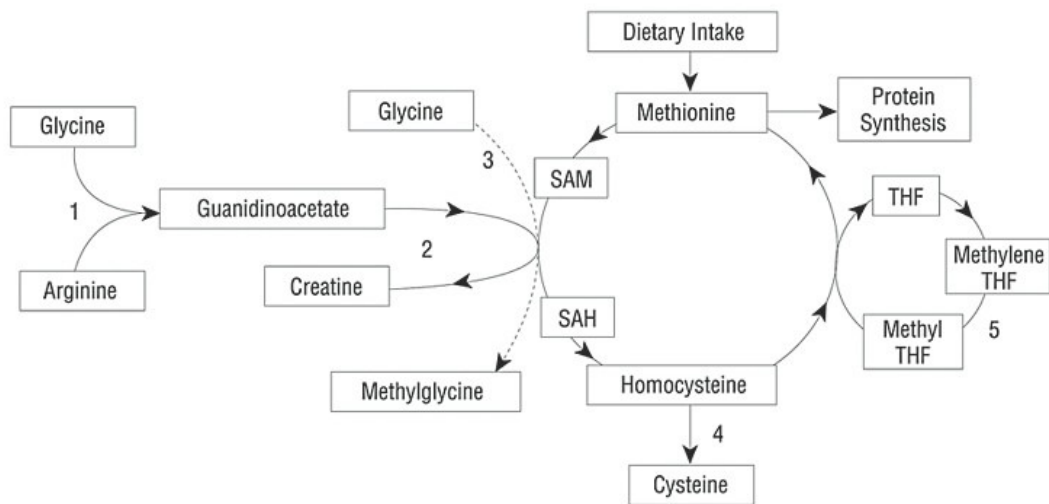 Dietary Intake
Glycine
Glycine
Methionine
Protein
Synthesis
3
SAM
THF
1
Guanidinoacetate
2
Methylene
THF
Arginine
Creatine
SAH
Methyl
THF
5
Methylglycine
Homocysteine
4
Cysteine